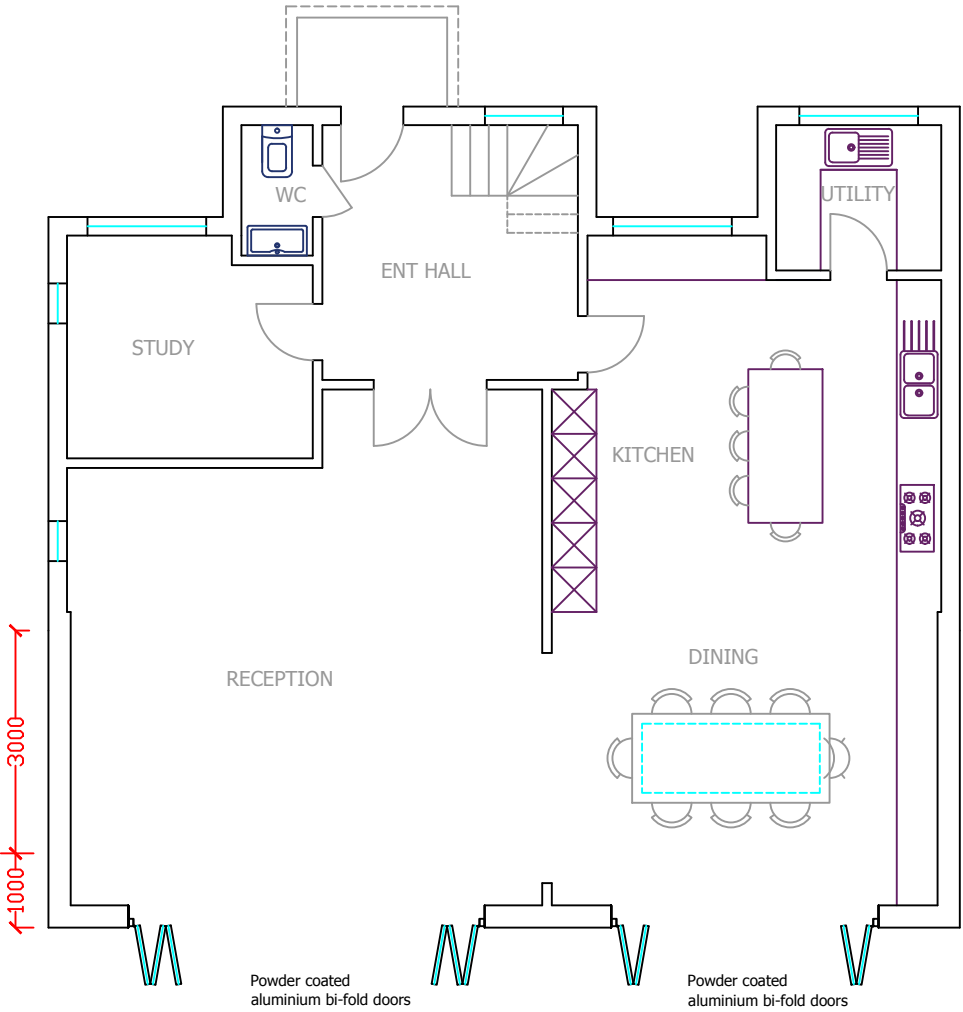 WC
UTILITY
ENT HALL
STUDY
KITCHEN
DINING
RECEPTION
3000
1000
Powder coated
aluminium bi-fold doors
Powder coated
aluminium bi-fold doors